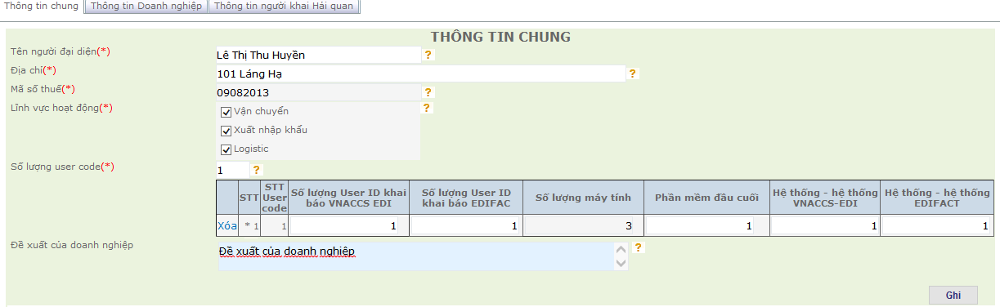 Thông tin chung Thông tin Doanh nghiệp Thông tin người khai Hải quan
THÔNG TIN CHUNG
Tên người đại diện(*) Lê Thị Thu Huyền ?
Địa chỉ(*) 101 Láng Hạ ?
Mã số thuế(*) 09082013 ?
Lĩnh vực hoạt động(*) ?
Vận chuyển
Xuất nhập khẩu
Logistic
Số lượng user code(*) 1 ?
STT STT User code Số lượng User ID khai báo VNACCS EDI Số lượng User ID khai báo EDIFAC Số lượng máy tính Phần mềm đầu cuối Hệ thống - hệ thống VNACCS-EDI Hệ thống - hệ thống EDIFACT
Xóa * 1 1 1 1 3 1 1 1
Đề xuất của doanh nghiệp Đề xuất của doanh nghiệp ?
Ghi